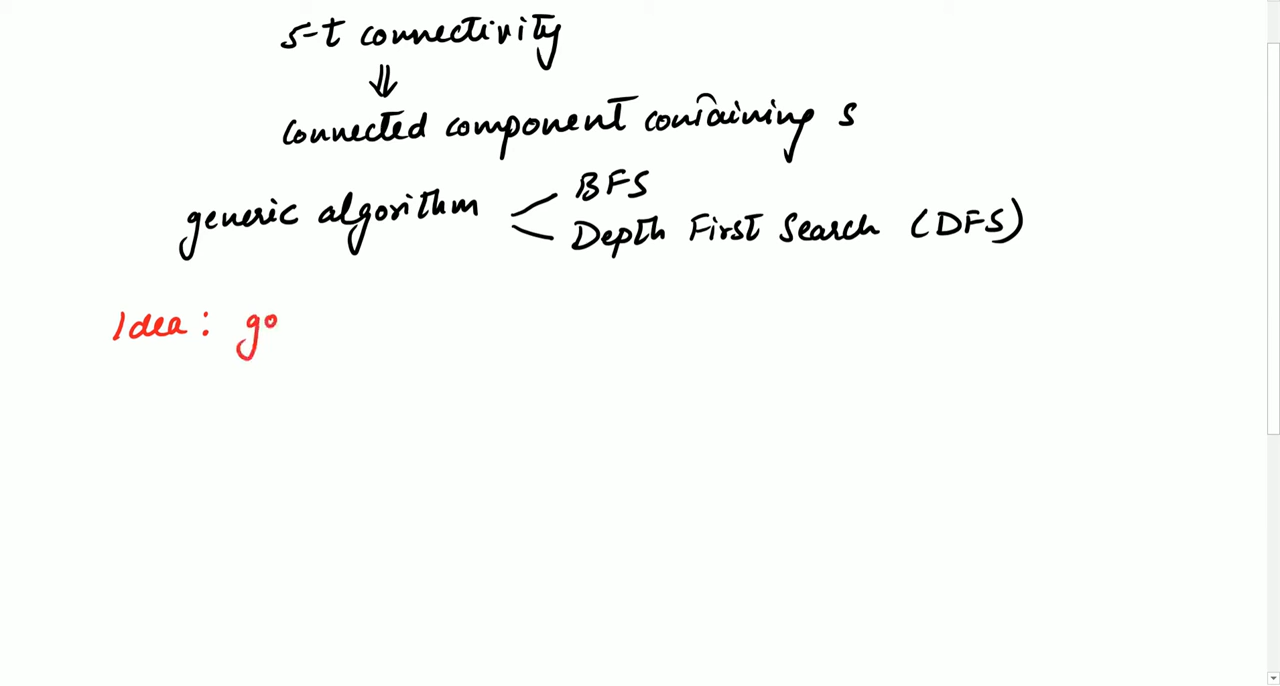 s-t connectivity
⇓
connected component containing s
generic algorithm
BFS
Depth First Search (DFS)
Idea: go